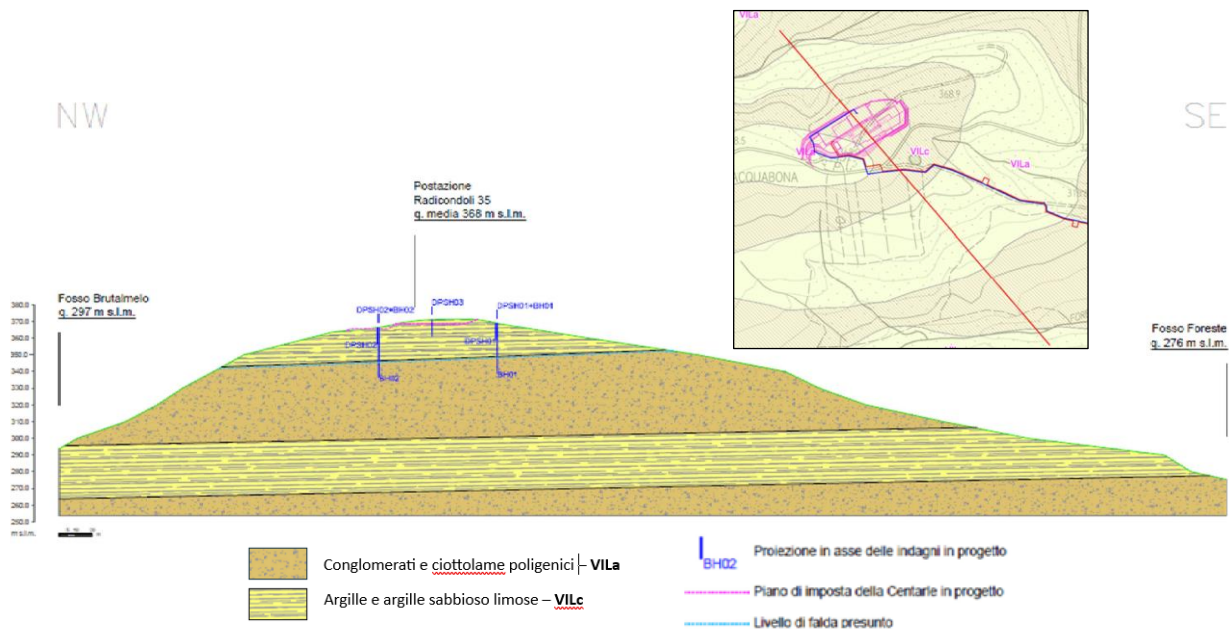 NW
SE
VILa
368.9
VILc
VILa
ACQUABONA
Postazione
Radicondoli 35
q. media 368 m s.l.m.
Fosso Brutalmelo
q. 297 m s.l.m.
Fosso Foreste
q. 276 m s.l.m.
DPSH02+BH02
DPSH03
DPSH01+BH01
DPSH02
DPSH01
BH02
BH01
380.0
370.0
360.0
350.0
340.0
330.0
320.0
310.0
300.0
290.0
280.0
270.0
260.0
250.0
m s.l.m.
Conglomerati e ciottolame poligenici – VILa
Argille e argille sabbioso limose – VILc
BH02
Proiezione in asse delle indagni in progetto
Piano di imposta della Centarle in progetto
Livello di falda presunto